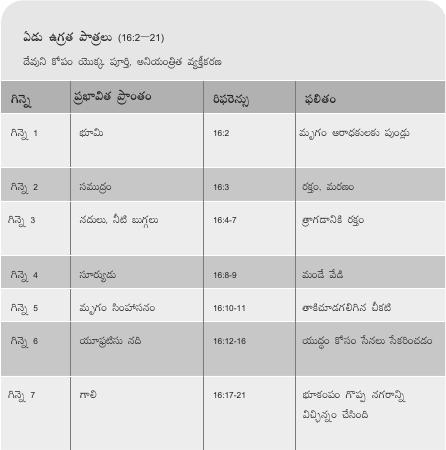 ఏడు ఉగ్రత పాత్రలు (16:2—21)
దేవుని కోపం యొక్క పూర్తి, అనియంత్రిత వ్యక్తీకరణ
గిన్నె ప్రభావిత ప్రాంతం రిఫరెన్సు ఫలితం
గిన్నె 1 భూమి 16:2 మృగం ఆరాధకులకు పుండ్లు
గిన్నె 2 సముద్రం 16:3 రక్తం, మరణం
గిన్నె 3 నదులు, నీటి బుగ్గలు 16:4-7 త్రాగడానికి రక్తం
గిన్నె 4 సూర్యుడు 16:8-9 మండే వేడి
గిన్నె 5 మృగం సింహాసనం 16:10-11 తాకిచూడగలిగిన చీకటి
గిన్నె 6 యూఫ్రటిసు నది 16:12-16 యుద్ధం కోసం సేనలు సేకరించడం
గిన్నె 7 గాలి 16:17-21 భూకంపం గొప్ప నగరాన్ని
విచ్ఛిన్నం చేసింది